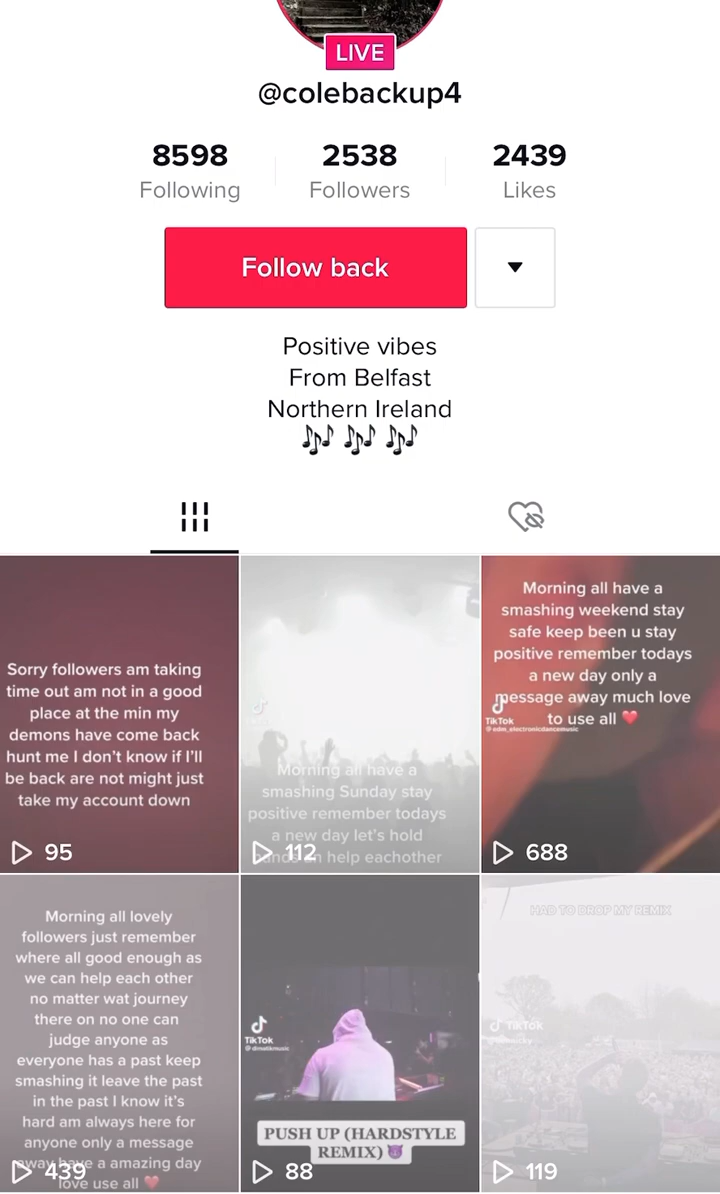 LIVE
@colebackup4
8598 2538 2439
Following Followers Likes
Follow back
Positive vibes
From Belfast
Northern Ireland
Sorry followers am taking
time out am not in a good
place at the min my
demons have come back
hunt me I don't know if I'll
be back are not might just
take my account down
95
Morning all have a
smashing Sunday stay
positive remember todays
a new day let's hold
hands on help eachother
112
Morning all have a
smashing weekend stay
safe keep been u stay
positive remember todays
a new day only a
message away much love
to use all ❤️
TikTok
@edm_electronicdancemusic
688
Morning all lovely
followers just remember
where all good enough as
we can help each other
no matter wat journey
there on no one can
judge anyone as
everyone has a past keep
smashing it leave the past
in the past I know it's
hard am always here for
anyone only a message
away have a amazing day
love use all ❤️
439
TikTok
PUSH UP (HARDSTYLE
REMIX) 😈
88
HAD TO DROP MY REMIX
TikTok
119